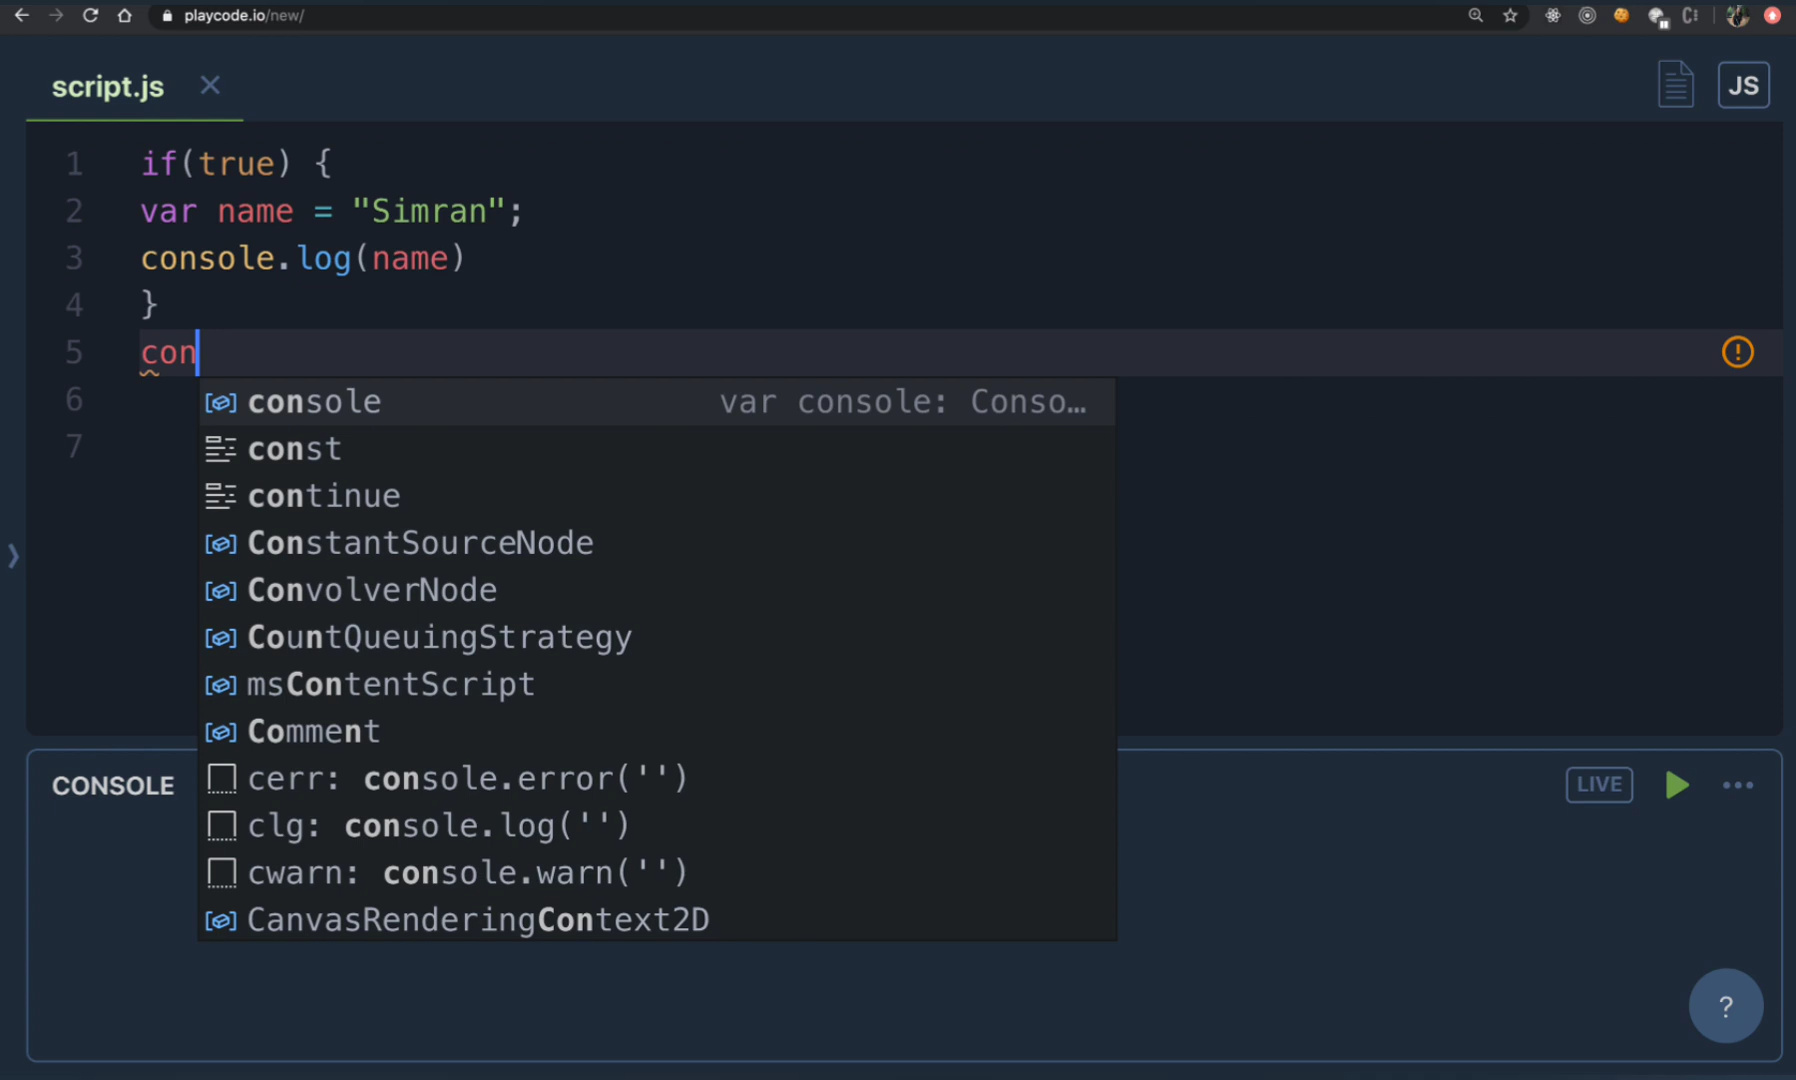 playcode.io/new/
script.js
JS
1 if(true) {
2 var name = "Simran";
3 console.log(name)
4 }
5 con
6
7
console var console: Conso…
const
continue
ConstantSourceNode
ConvolverNode
CountQueuingStrategy
msContentScript
Comment
cerr: console.error('')
clg: console.log('')
cwarn: console.warn('')
CanvasRenderingContext2D
CONSOLE
LIVE
?